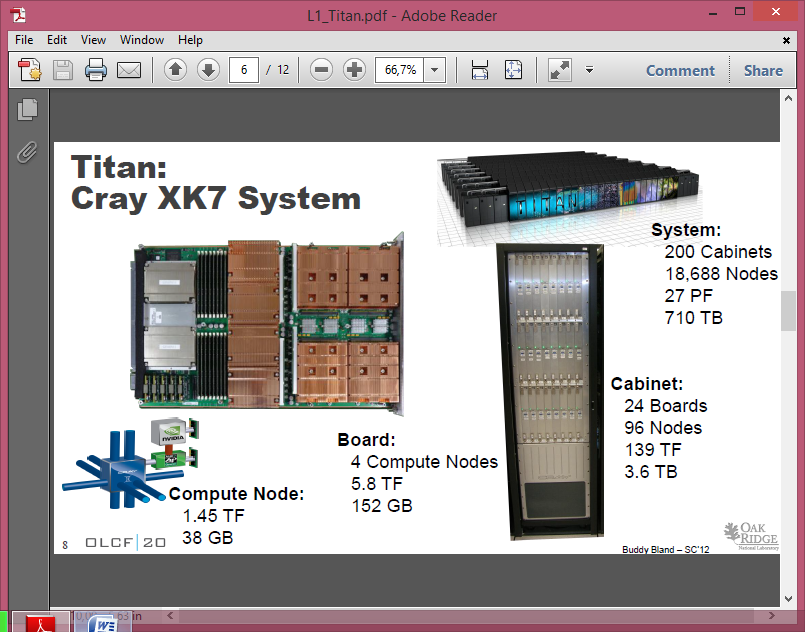 L1_Titan.pdf - Adobe Reader
File Edit View Window Help
6 / 12 66,7% Comment Share
Titan:
Cray XK7 System
System:
200 Cabinets
18,688 Nodes
27 PF
710 TB
Cabinet:
24 Boards
96 Nodes
139 TF
3.6 TB
Board:
4 Compute Nodes
5.8 TF
152 GB
NVIDIA
Compute Node:
1.45 TF
38 GB
8 OLCF | 20
OAK
RIDGE
National Laboratory
Buddy Bland – SC'12